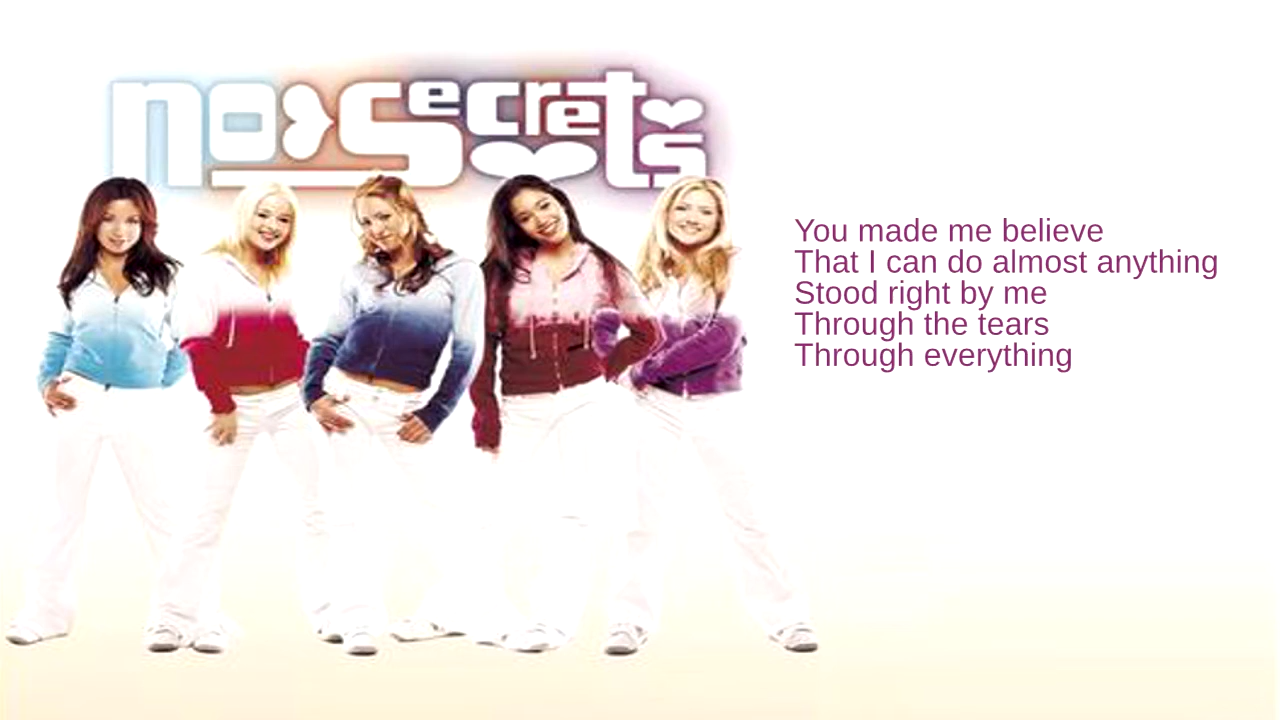 no secrets
You made me believe
That I can do almost anything
Stood right by me
Through the tears
Through everything